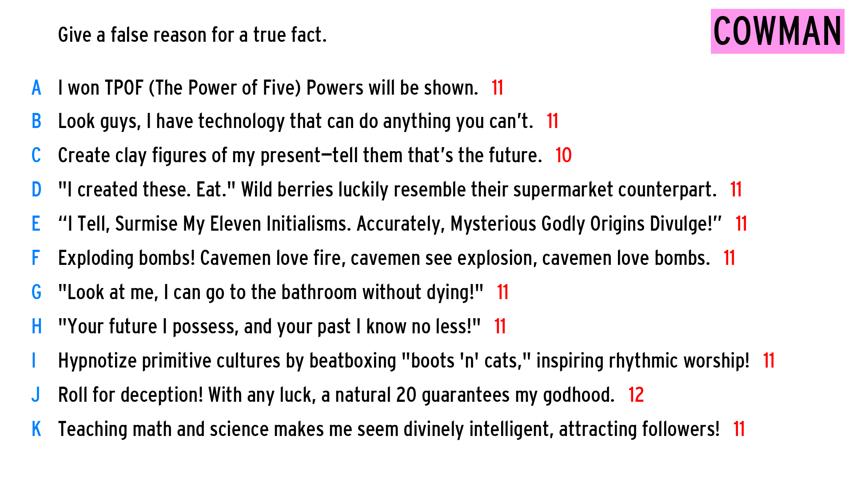 Give a false reason for a true fact.
COWMAN
A I won TPOF (The Power of Five) Powers will be shown. 11
B Look guys, I have technology that can do anything you can't. 11
C Create clay figures of my present—tell them that's the future. 10
D "I created these. Eat." Wild berries luckily resemble their supermarket counterpart. 11
E “I Tell, Surmise My Eleven Initialisms. Accurately, Mysterious Godly Origins Divulge!” 11
F Exploding bombs! Cavemen love fire, cavemen see explosion, cavemen love bombs. 11
G "Look at me, I can go to the bathroom without dying!" 11
H "Your future I possess, and your past I know no less!" 11
I Hypnotize primitive cultures by beatboxing "boots 'n' cats," inspiring rhythmic worship! 11
J Roll for deception! With any luck, a natural 20 guarantees my godhood. 12
K Teaching math and science makes me seem divinely intelligent, attracting followers! 11